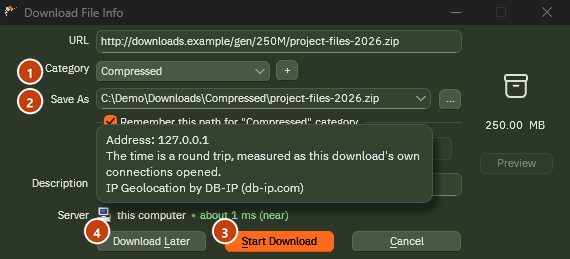 Download File Info
URL
http://downloads.example/gen/250M/project-files-2026.zip
1
Category
Compressed
+
2
Save As
C:\Demo\Downloads\Compressed\project-files-2026.zip
...
250.00 MB
Remember this path for "Compressed" category
Address: 127.0.0.1
The time is a round trip, measured as this download's own
connections opened.
IP Geolocation by DB-IP (db-ip.com)
Preview
Description
Server
this computer • about 1 ms (near)
4
Download Later
3
Start Download
Cancel